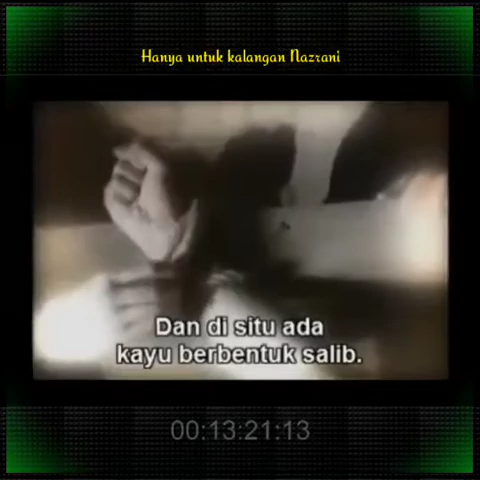 Hanya untuk kalangan Nazrani
Dan di situ ada
kayu berbentuk salib.
00:13:21:13